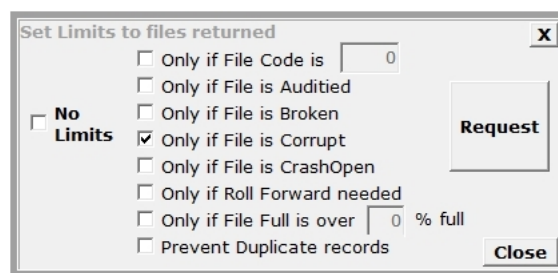 Set Limits to files returned
X
Only if File Code is 0
Only if File is Auditied
No Limits
Only if File is Broken
Only if File is Corrupt
Request
Only if File is CrashOpen
Only if Roll Forward needed
Only if File Full is over 0 % full
Prevent Duplicate records
Close